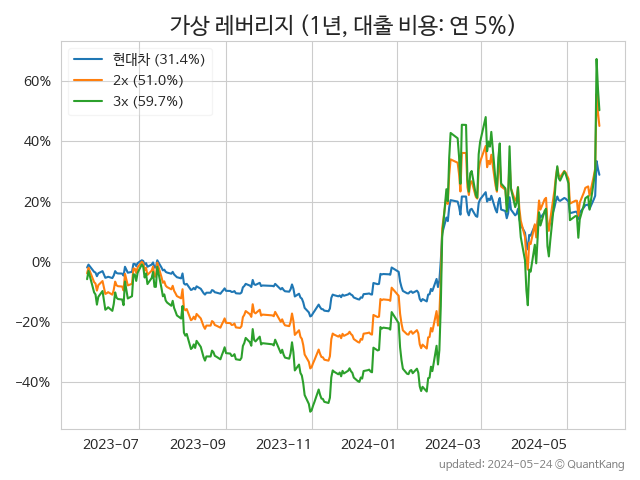 가상 레버리지 (1년, 대출 비용: 연 5%)
현대차 (31.4%)
2x (51.0%)
3x (59.7%)
60%
40%
20%
0%
−20%
−40%
2023-07 2023-09 2023-11 2024-01 2024-03 2024-05
updated: 2024-05-24 © QuantKang